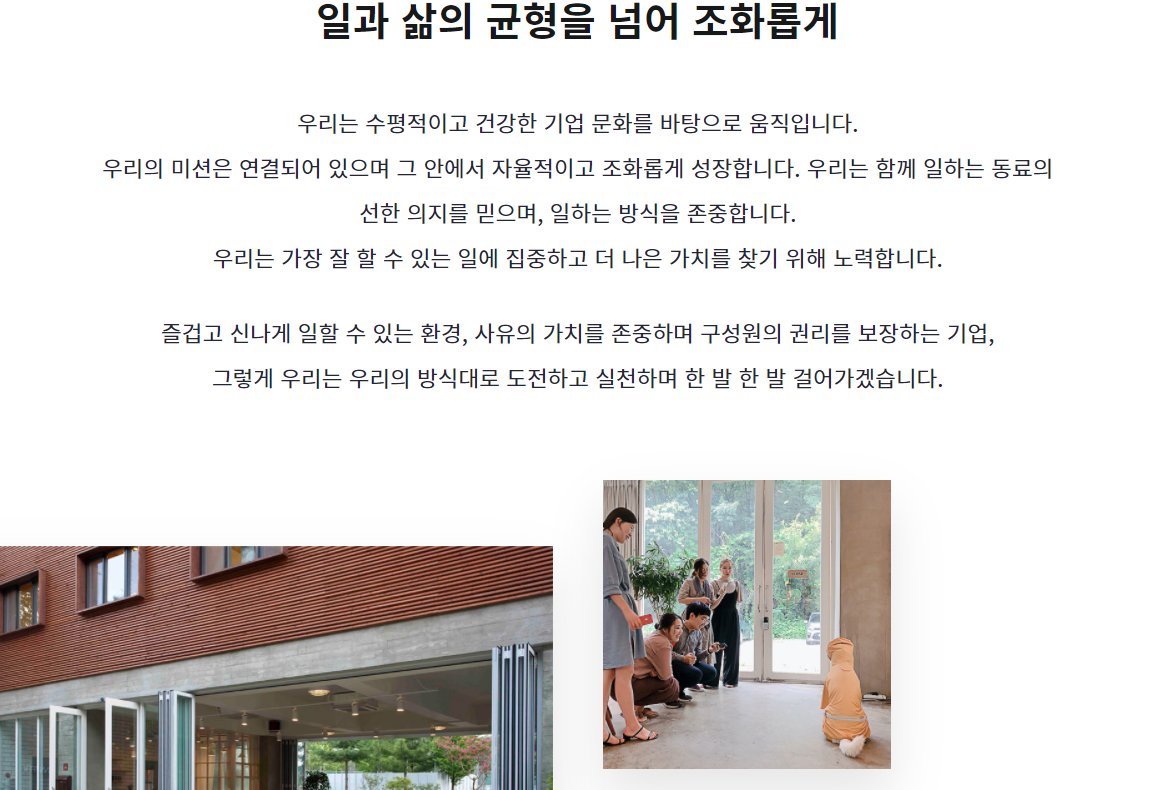 일과 삶의 균형을 넘어 조화롭게
우리는 수평적이고 건강한 기업 문화를 바탕으로 움직입니다.
우리의 미션은 연결되어 있으며 그 안에서 자율적이고 조화롭게 성장합니다. 우리는 함께 일하는 동료의
선한 의지를 믿으며, 일하는 방식을 존중합니다.
우리는 가장 잘 할 수 있는 일에 집중하고 더 나은 가치를 찾기 위해 노력합니다.
즐겁고 신나게 일할 수 있는 환경, 사유의 가치를 존중하며 구성원의 권리를 보장하는 기업,
그렇게 우리는 우리의 방식대로 도전하고 실천하며 한 발 한 발 걸어가겠습니다.